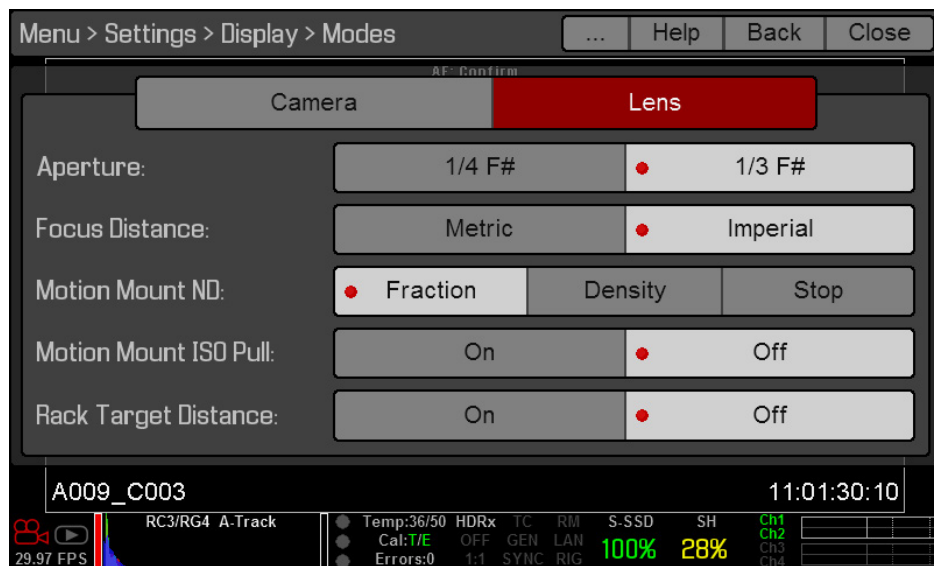 Menu > Settings > Display > Modes ... Help Back Close
AF: Confirm
Camera Lens
Aperture: 1/4 F# 1/3 F#
Focus Distance: Metric Imperial
Motion Mount ND: Fraction Density Stop
Motion Mount ISO Pull: On Off
Rack Target Distance: On Off
A009_C003 11:01:30:10
RC3/RG4 A-Track Temp:36/50 HDRx TC RM S-SSD SH Ch1
Cal:T/E OFF GEN LAN 100% 28% Ch2
29.97 FPS Errors:0 1:1 SYNC RIG Ch3
Ch4